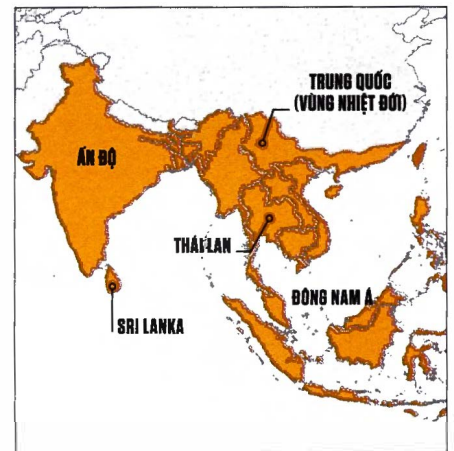 TRUNG QUỐC
(VÙNG NHIỆT ĐỚI)
ẤN ĐỘ
THÁI LAN
ĐÔNG NAM Á
SRI LANKA